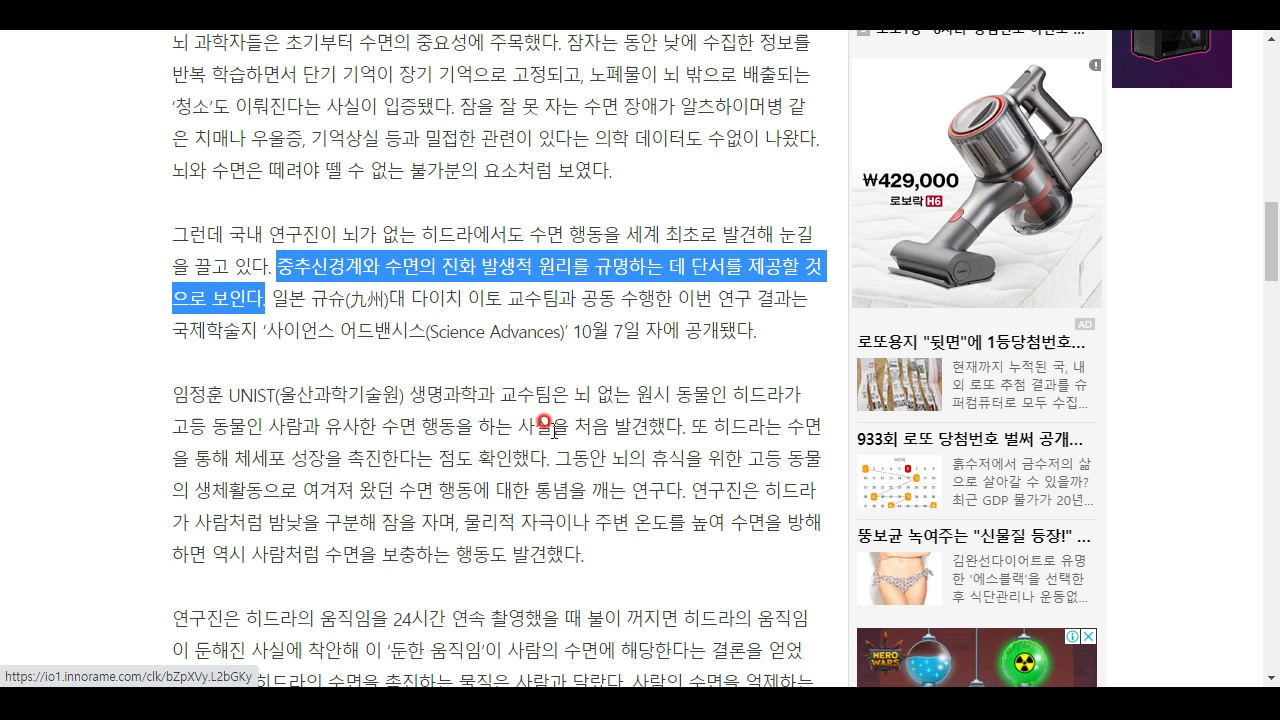 뇌 과학자들은 초기부터 수면의 중요성에 주목했다. 잠자는 동안 낮에 수집한 정보를
반복 학습하면서 단기 기억이 장기 기억으로 고정되고, 노폐물이 뇌 밖으로 배출되는
‘청소’도 이뤄진다는 사실이 입증됐다. 잠을 잘 못 자는 수면 장애가 알츠하이머병 같
은 치매나 우울증, 기억상실 등과 밀접한 관련이 있다는 의학 데이터도 수없이 나왔다.
뇌와 수면은 떼려야 뗄 수 없는 불가분의 요소처럼 보였다.
그런데 국내 연구진이 뇌가 없는 히드라에서도 수면 행동을 세계 최초로 발견해 눈길
을 끌고 있다. 중추신경계와 수면의 진화 발생적 원리를 규명하는 데 단서를 제공할 것
으로 보인다. 일본 규슈(九州)대 다이치 이토 교수팀과 공동 수행한 이번 연구 결과는
국제학술지 ‘사이언스 어드밴시스(Science Advances)’ 10월 7일 자에 공개됐다.
임정훈 UNIST(울산과학기술원) 생명과학과 교수팀은 뇌 없는 원시 동물인 히드라가
고등 동물인 사람과 유사한 수면 행동을 하는 사실을 처음 발견했다. 또 히드라는 수면
을 통해 체세포 성장을 촉진한다는 점도 확인했다. 그동안 뇌의 휴식을 위한 고등 동물
의 생체활동으로 여겨져 왔던 수면 행동에 대한 통념을 깨는 연구다. 연구진은 히드라
가 사람처럼 밤낮을 구분해 잠을 자며, 물리적 자극이나 주변 온도를 높여 수면을 방해
하면 역시 사람처럼 수면을 보충하는 행동도 발견했다.
연구진은 히드라의 움직임을 24시간 연속 촬영했을 때 불이 꺼지면 히드라의 움직임
이 둔해진 사실에 착안해 이 ‘둔한 움직임’이 사람의 수면에 해당한다는 결론을 얻었
히드라의 수면을 촉진하는 물질은 사람과 달랐다. 사람의 수면을 억제하는
https://io1.innorame.com/clk/bAzVVy.L2bGKy
₩429,000
로보락 H6
AD
로또용지 "뒷면"에 1등당첨번호...
현재까지 누적된 국, 내
외 로또 추첨 결과를 슈
퍼컴퓨터로 모두 수집...
933회 로또 당첨번호 벌써 공개...
흙수저에서 금수저의 삶
으로 살아갈 수 있을까?
최근 GDP 물가가 20년...
뚱보균 녹여주는 "신물질 등장!" ...
김완선다이어트로 유명
한 '에스블랙'을 선택한
후 식단관리나 운동없...
HERO
WARS